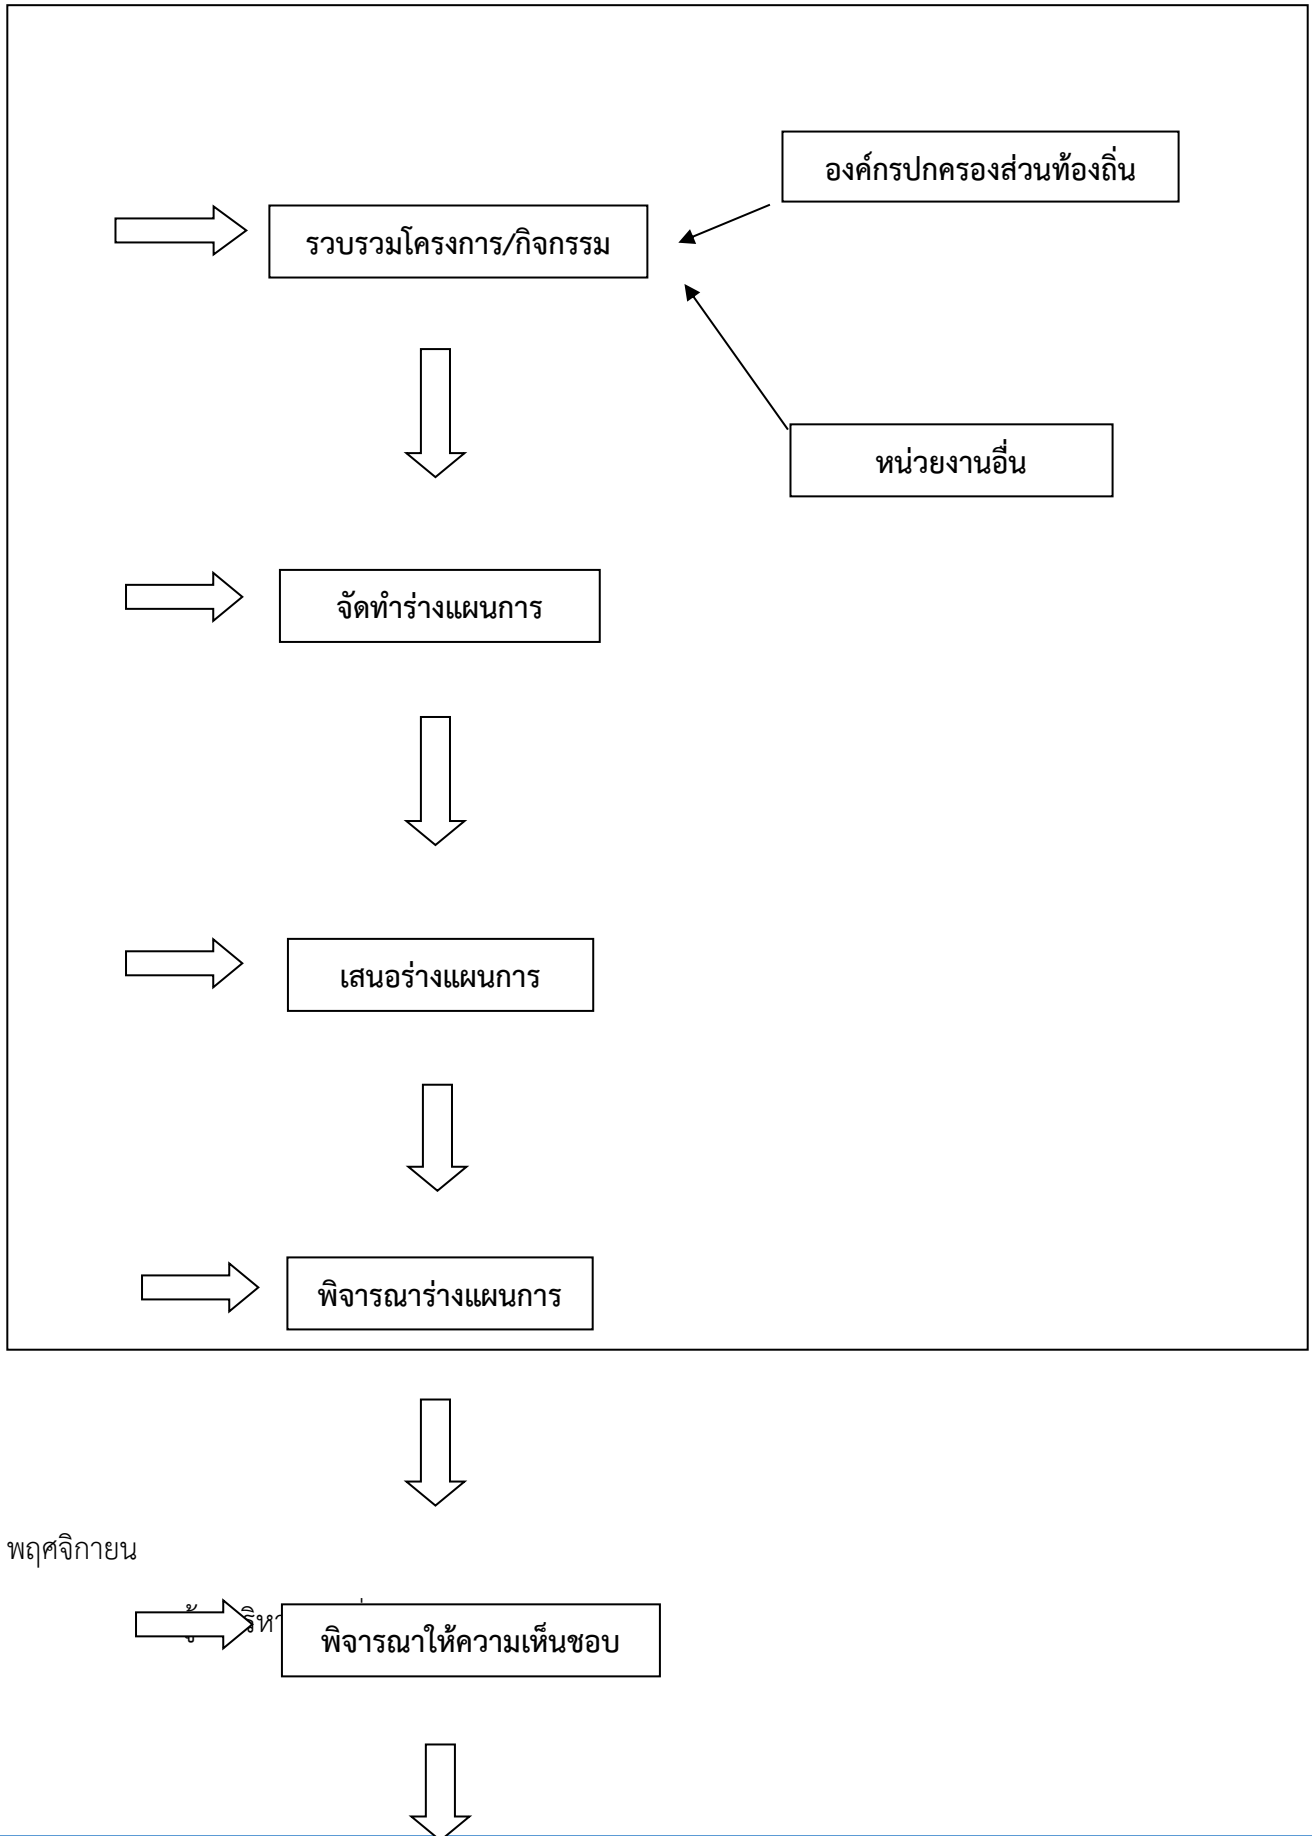 องค์กรปกครองส่วนท้องถิ่น
รวบรวมโครงการ/กิจกรรม
หน่วยงานอื่น
จัดทำร่างแผนการ
เสนอร่างแผนการ
พิจารณาร่างแผนการ
พฤศจิกายน
พิจารณาให้ความเห็นชอบ